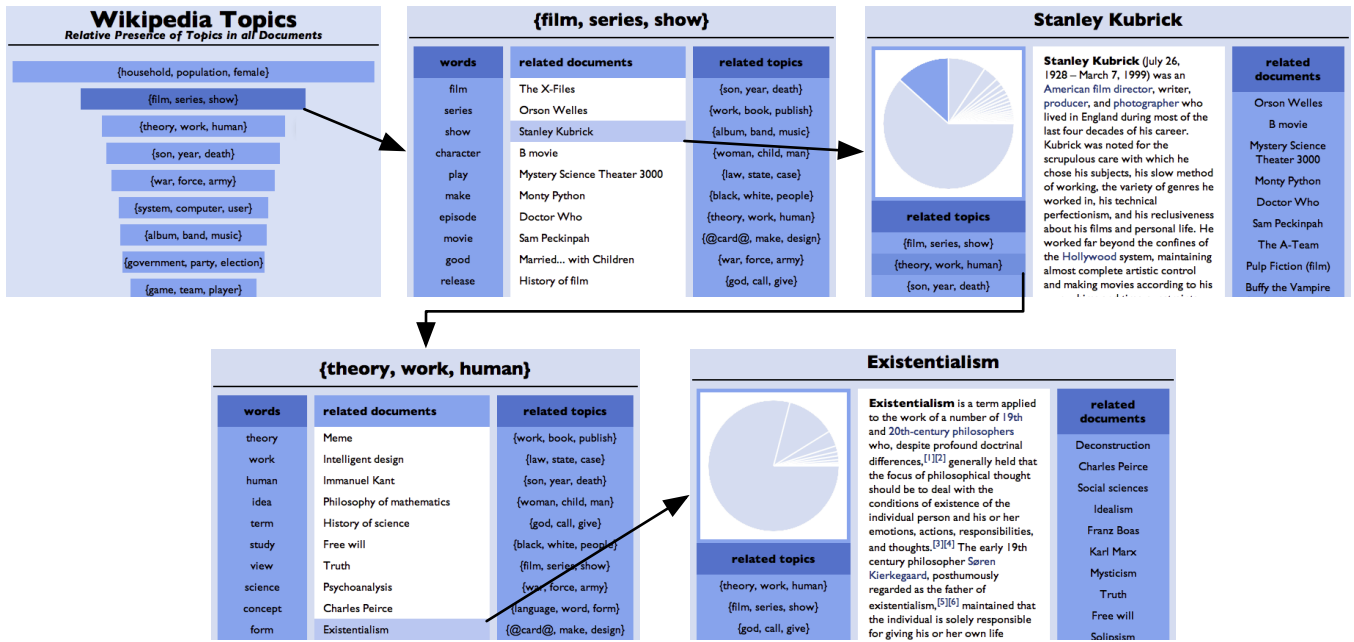 Wikipedia Topics
Relative Presence of Topics in all Documents
{household, population, female}
{film, series, show}
{theory, work, human}
{son, year, death}
{war, force, army}
{system, computer, user}
{album, band, music}
{government, party, election}
{game, team, player}
{film, series, show}
words
film
series
show
character
play
make
episode
movie
good
release
related documents
The X-Files
Orson Welles
Stanley Kubrick
B movie
Mystery Science Theater 3000
Monty Python
Doctor Who
Sam Peckinpah
Married... with Children
History of film
related topics
{son, year, death}
{work, book, publish}
{album, band, music}
{woman, child, man}
{law, state, case}
{black, white, people}
{theory, work, human}
{@card@, make, design}
{war, force, army}
{god, call, give}
Stanley Kubrick
related topics
{film, series, show}
{theory, work, human}
{son, year, death}
Stanley Kubrick (July 26,
1928 – March 7, 1999) was an
American film director, writer,
producer, and photographer who
lived in England during most of the
last four decades of his career.
Kubrick was noted for the
scrupulous care with which he
chose his subjects, his slow method
of working, the variety of genres he
worked in, his technical
perfectionism, and his reclusiveness
about his films and personal life. He
worked far beyond the confines of
the Hollywood system, maintaining
almost complete artistic control
and making movies according to his
related
documents
Orson Welles
B movie
Mystery Science
Theater 3000
Monty Python
Doctor Who
Sam Peckinpah
The A-Team
Pulp Fiction (film)
Buffy the Vampire
{theory, work, human}
words
theory
work
human
idea
term
study
view
science
concept
form
related documents
Meme
Intelligent design
Immanuel Kant
Philosophy of mathematics
History of science
Free will
Truth
Psychoanalysis
Charles Peirce
Existentialism
related topics
{work, book, publish}
{law, state, case}
{son, year, death}
{woman, child, man}
{god, call, give}
{black, white, people}
{film, series, show}
{war, force, army}
{language, word, form}
{@card@, make, design}
Existentialism
related topics
{theory, work, human}
{film, series, show}
{god, call, give}
Existentialism is a term applied
to the work of a number of 19th
and 20th-century philosophers
who, despite profound doctrinal
differences,[1][2] generally held that
the focus of philosophical thought
should be to deal with the
conditions of existence of the
individual person and his or her
emotions, actions, responsibilities,
and thoughts.[3][4] The early 19th
century philosopher Søren
Kierkegaard, posthumously
regarded as the father of
existentialism,[5][6] maintained that
the individual is solely responsible
for giving his or her own life
related
documents
Deconstruction
Charles Peirce
Social sciences
Idealism
Franz Boas
Karl Marx
Mysticism
Truth
Free will
Solipsism